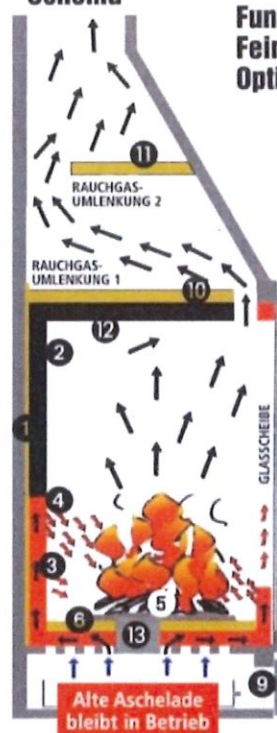 Fun
Fein
Opti
11
RAUCHGAS-
UMLENKUNG 2
RAUCHGAS-
UMLENKUNG 1
10
12
2
1
GLASSCHEIBE
4
3
5
6
13
9
Alte Aschelade
bleibt in Betrieb